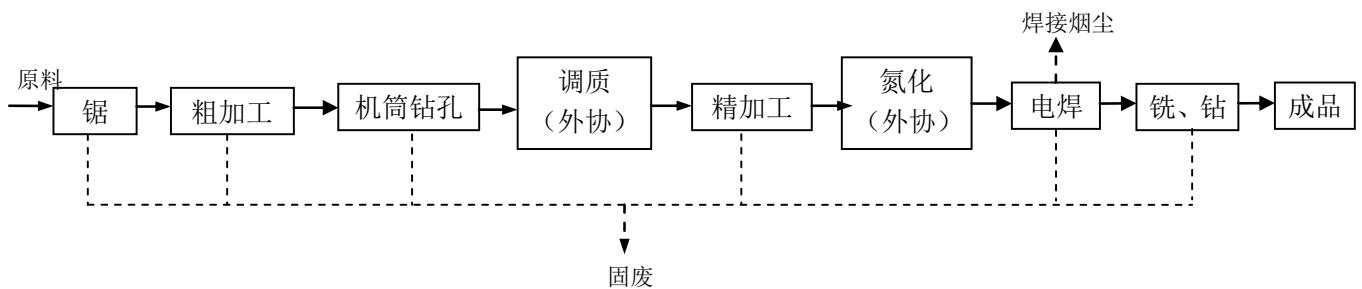 焊接烟尘
原料
锯
粗加工
机筒钻孔
调质
（外协）
精加工
氮化
（外协）
电焊
铣、钻
成品
固废